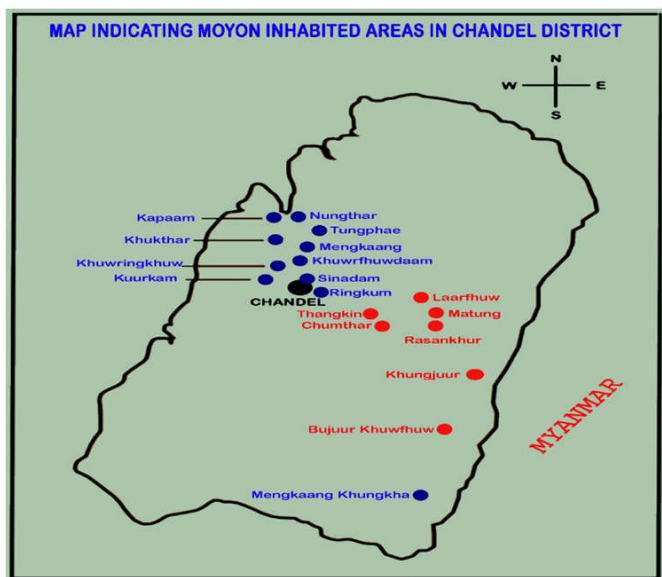 MAP INDICATING MOYON INHABITED AREAS IN CHANDEL DISTRICT
N
W E
S
Kapaam
Nungthar
Tungphae
Khukthar
Mengkaang
Khuwringkhuw
Khuwrfhuwdaam
Kuurkam
Sinadam
Ringkum
CHANDEL
Laarfhuw
Thangkin
Matung
Chumthar
Rasankhur
Khungjuur
MYANMAR
Bujuur Khuwfhuw
Mengkaang Khungkha